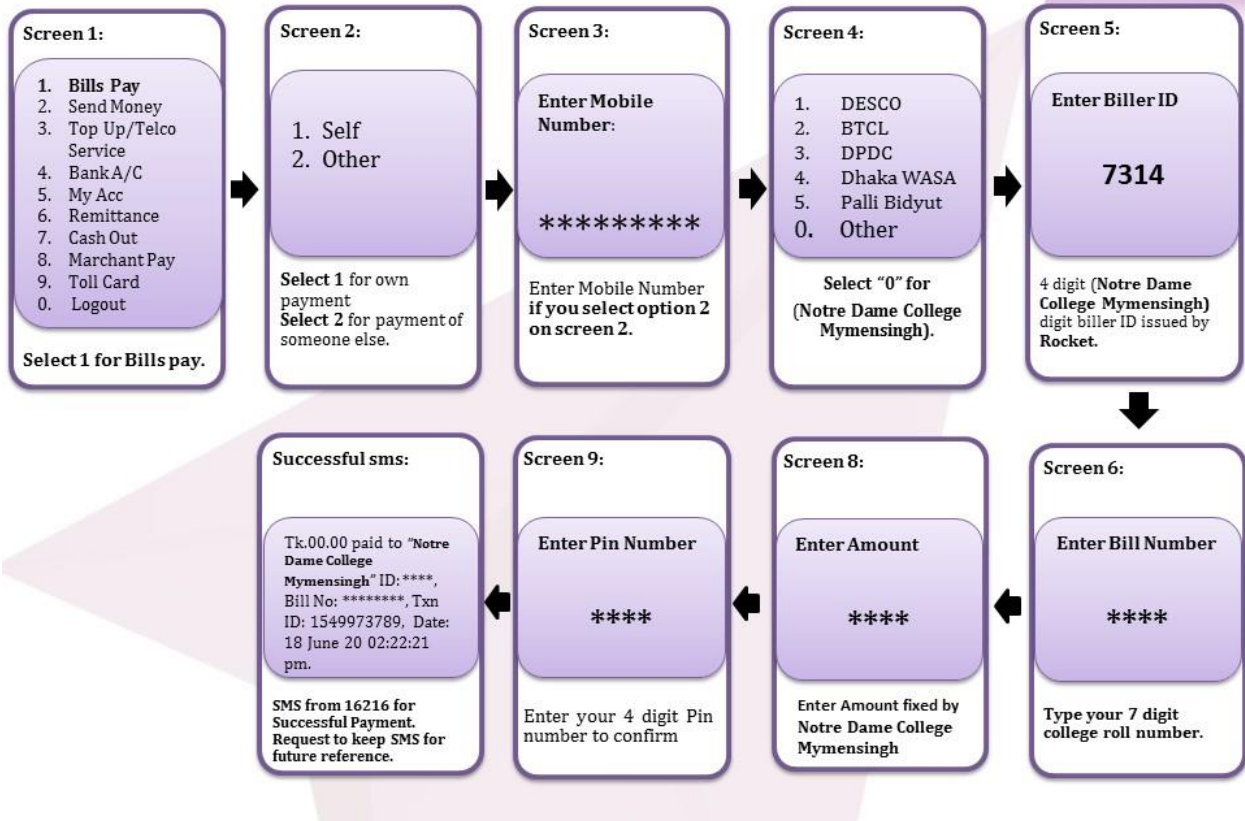 Screen 1:
1. Bills Pay
2. Send Money
3. Top Up/Telco
Service
4. Bank A/C
5. My Acc
6. Remittance
7. Cash Out
8. Marchant Pay
9. Toll Card
0. Logout
Select 1 for Bills pay.
Screen 2:
1. Self
2. Other
Select 1 for own
payment
Select 2 for payment of
someone else.
Screen 3:
Enter Mobile
Number:
*********
Enter Mobile Number
if you select option 2
on screen 2.
Screen 4:
1. DESCO
2. BTCL
3. DPDC
4. Dhaka WASA
5. Palli Bidyut
0. Other
Select “0” for
(Notre Dame College
Mymensingh).
Screen 5:
Enter Biller ID
7314
4 digit (Notre Dame
College Mymensingh)
digit biller ID issued by
Rocket.
Screen 6:
Enter Bill Number
****
Type your 7 digit
college roll number.
Screen 8:
Enter Amount
****
Enter Amount fixed by
Notre Dame College
Mymensingh
Screen 9:
Enter Pin Number
****
Enter your 4 digit Pin
number to confirm
Successful sms:
Tk.00.00 paid to “Notre
Dame College
Mymensingh” ID: ****,
Bill No: ********, Txn
ID: 1549973789, Date:
18 June 20 02:22:21
pm.
SMS from 16216 for
Successful Payment.
Request to keep SMS for
future reference.